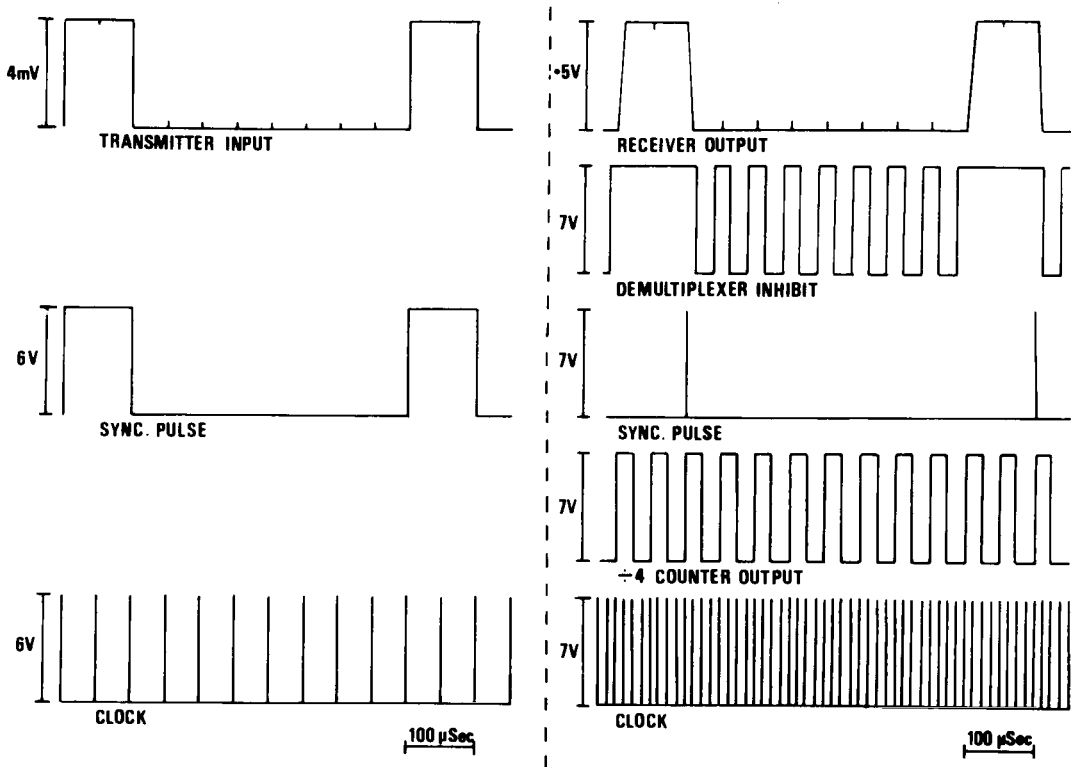 4mV
TRANSMITTER INPUT
6V
SYNC. PULSE
6V
CLOCK
100 µSec
·5V
RECEIVER OUTPUT
7V
DEMULTIPLEXER INHIBIT
7V
SYNC. PULSE
7V
÷4 COUNTER OUTPUT
7V
CLOCK
100 µSec